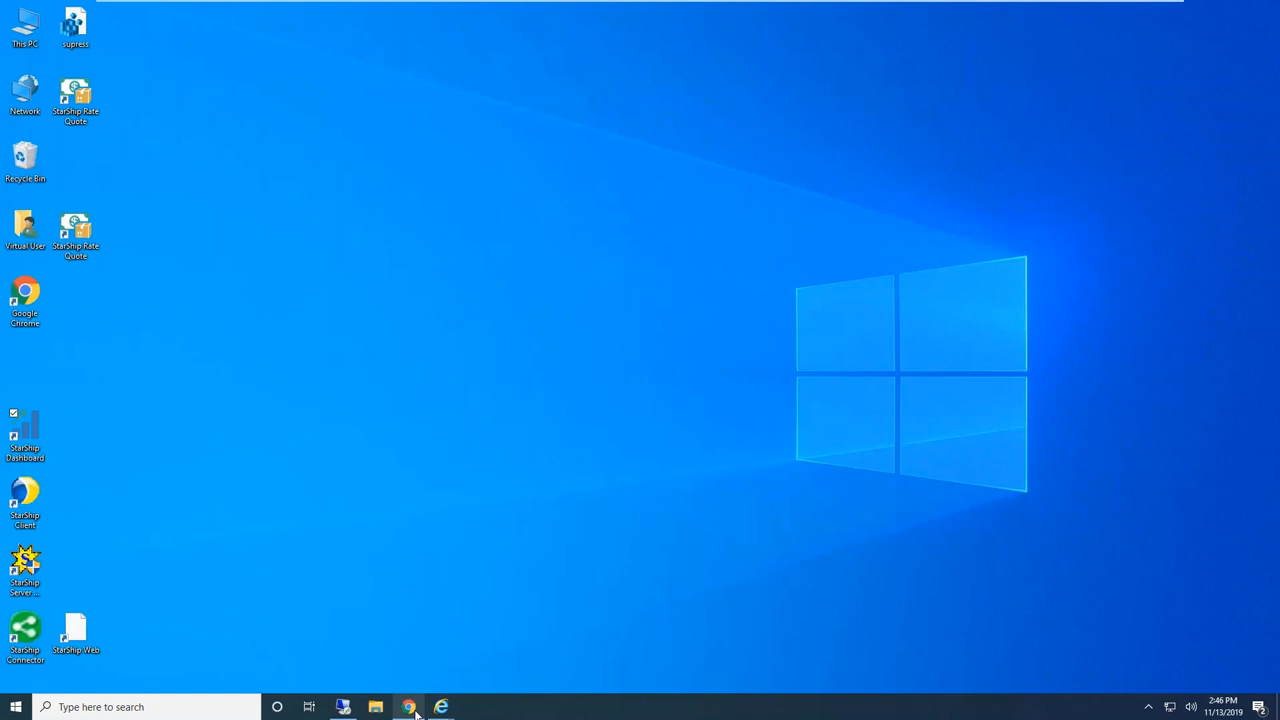 This PC
supress
Network
StarShip Rate
Quote
Recycle Bin
Virtual User
StarShip Rate
Quote
Google
Chrome
StarShip
Dashboard
StarShip
Client
StarShip
Server ...
StarShip
Connector
StarShip Web
Type here to search
2:46 PM
11/13/2019
2